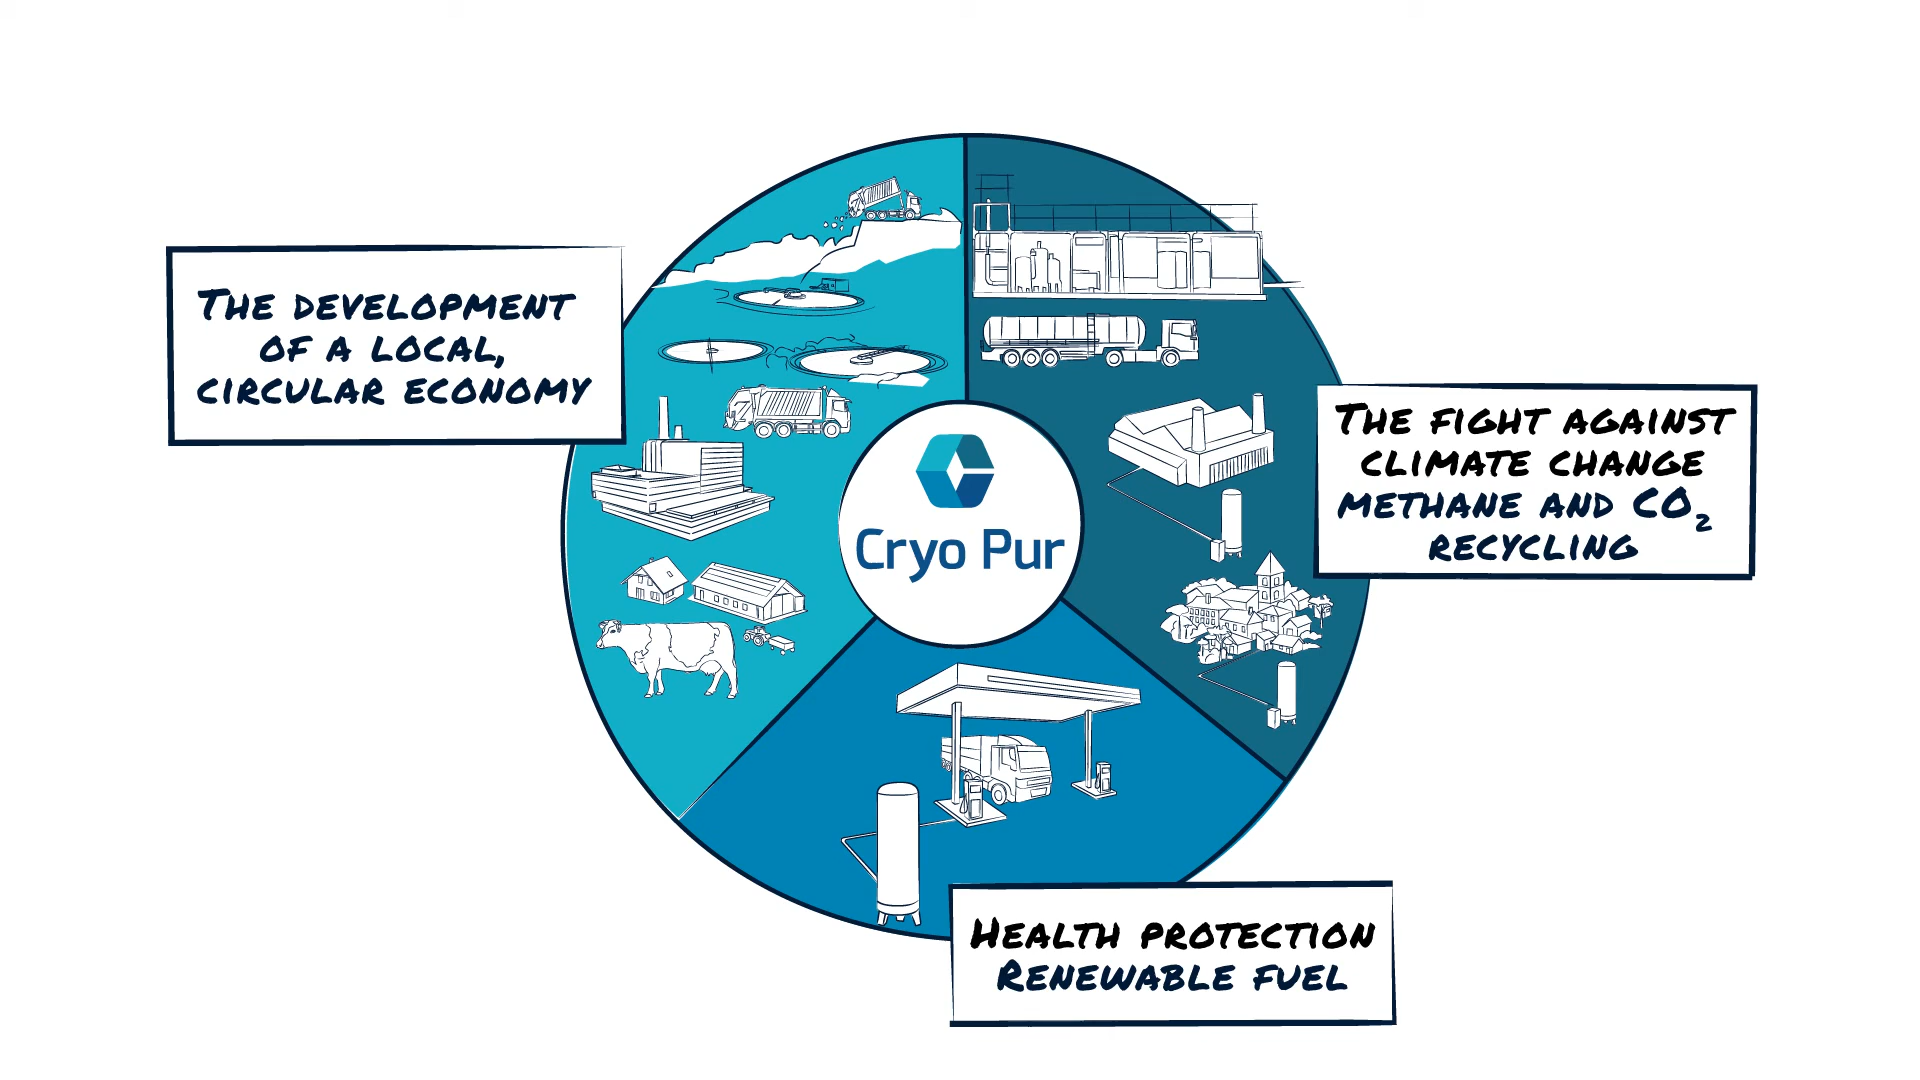 The development
of a local,
circular economy
Cryo Pur
The fight against
climate change
methane and CO₂
recycling
Health protection
Renewable fuel